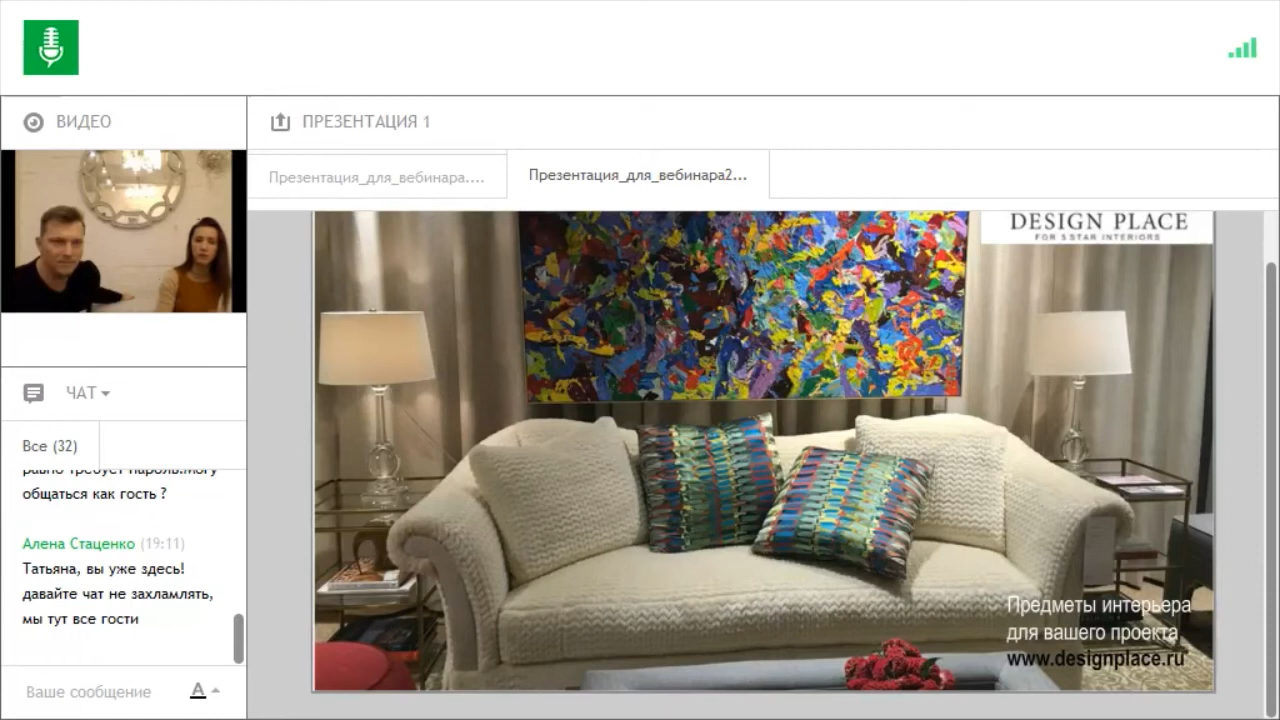 ВИДЕО
ПРЕЗЕНТАЦИЯ 1
Презентация_для_вебинара....
Презентация_для_вебинара2...
DESIGN PLACE
FOR 5 STAR INTERIORS
ЧАТ
Все (32)
равно требует пароль.могу
общаться как гость ?
Алена Стаценко (19:11)
Татьяна, вы уже здесь!
давайте чат не захламлять,
мы тут все гости
Предметы интерьера
для вашего проекта
www.designplace.ru
Ваше сообщение
A